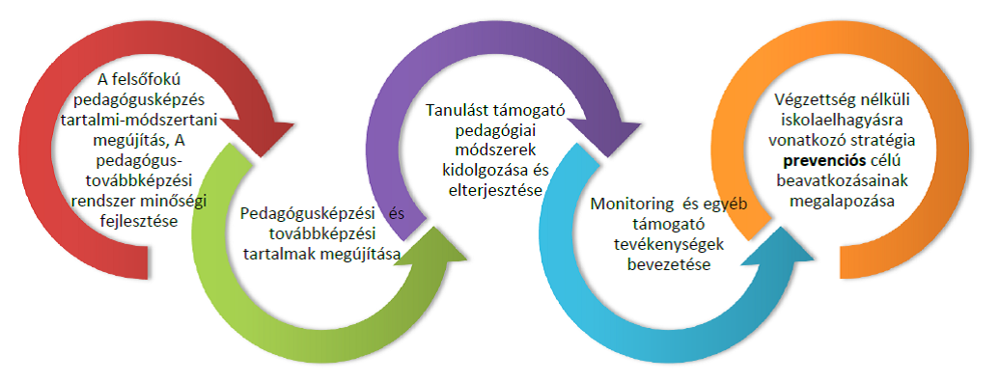 A felsőfokú
pedagógusképzés
tartalmi-módszertani
megújítás, A
pedagógus-
továbbképzési
rendszer minőségi
fejlesztése
Pedagógusképzési és
továbbképzési
tartalmak megújítása
Tanulást támogató
pedagógiai
módszerek
kidolgozása és
elterjesztése
Monitoring és egyéb
támogató
tevékenységek
bevezetése
Végzettség nélküli
iskolaelhagyásra
vonatkozó stratégia
prevenciós célú
beavatkozásainak
megalapozása